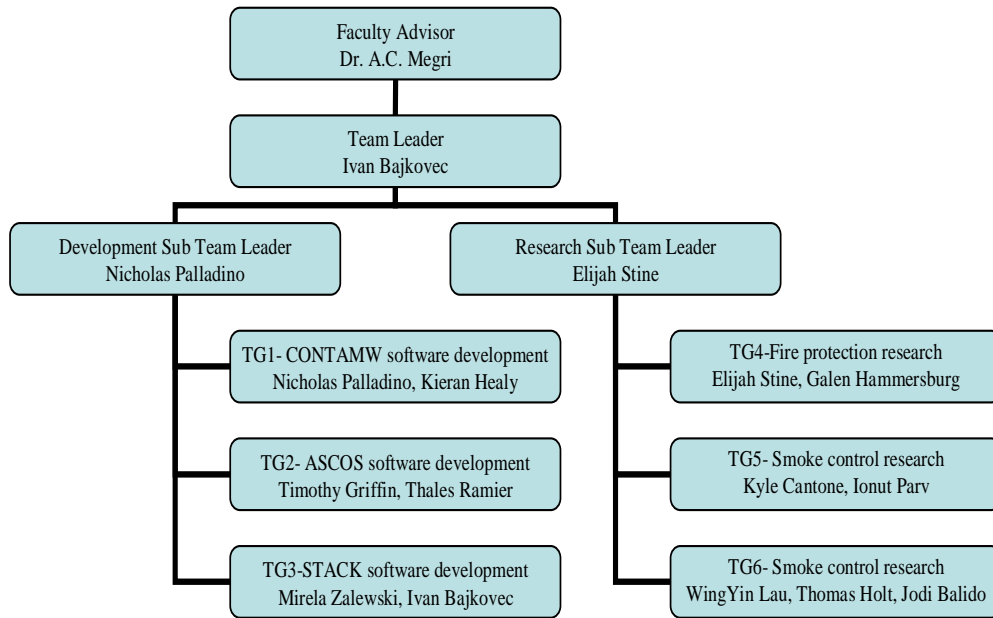 Faculty Advisor
Dr. A.C. Megri
Team Leader
Ivan Bajkovec
Development Sub Team Leader
Nicholas Palladino
Research Sub Team Leader
Elijah Stine
TG1- CONTAMW software development
Nicholas Palladino, Kieran Healy
TG2- ASCOS software development
Timothy Griffin, Thales Ramier
TG3-STACK software development
Mirela Zalewski, Ivan Bajkovec
TG4-Fire protection research
Elijah Stine, Galen Hammersburg
TG5- Smoke control research
Kyle Cantone, Ionut Parv
TG6- Smoke control research
WingYin Lau, Thomas Holt, Jodi Balido